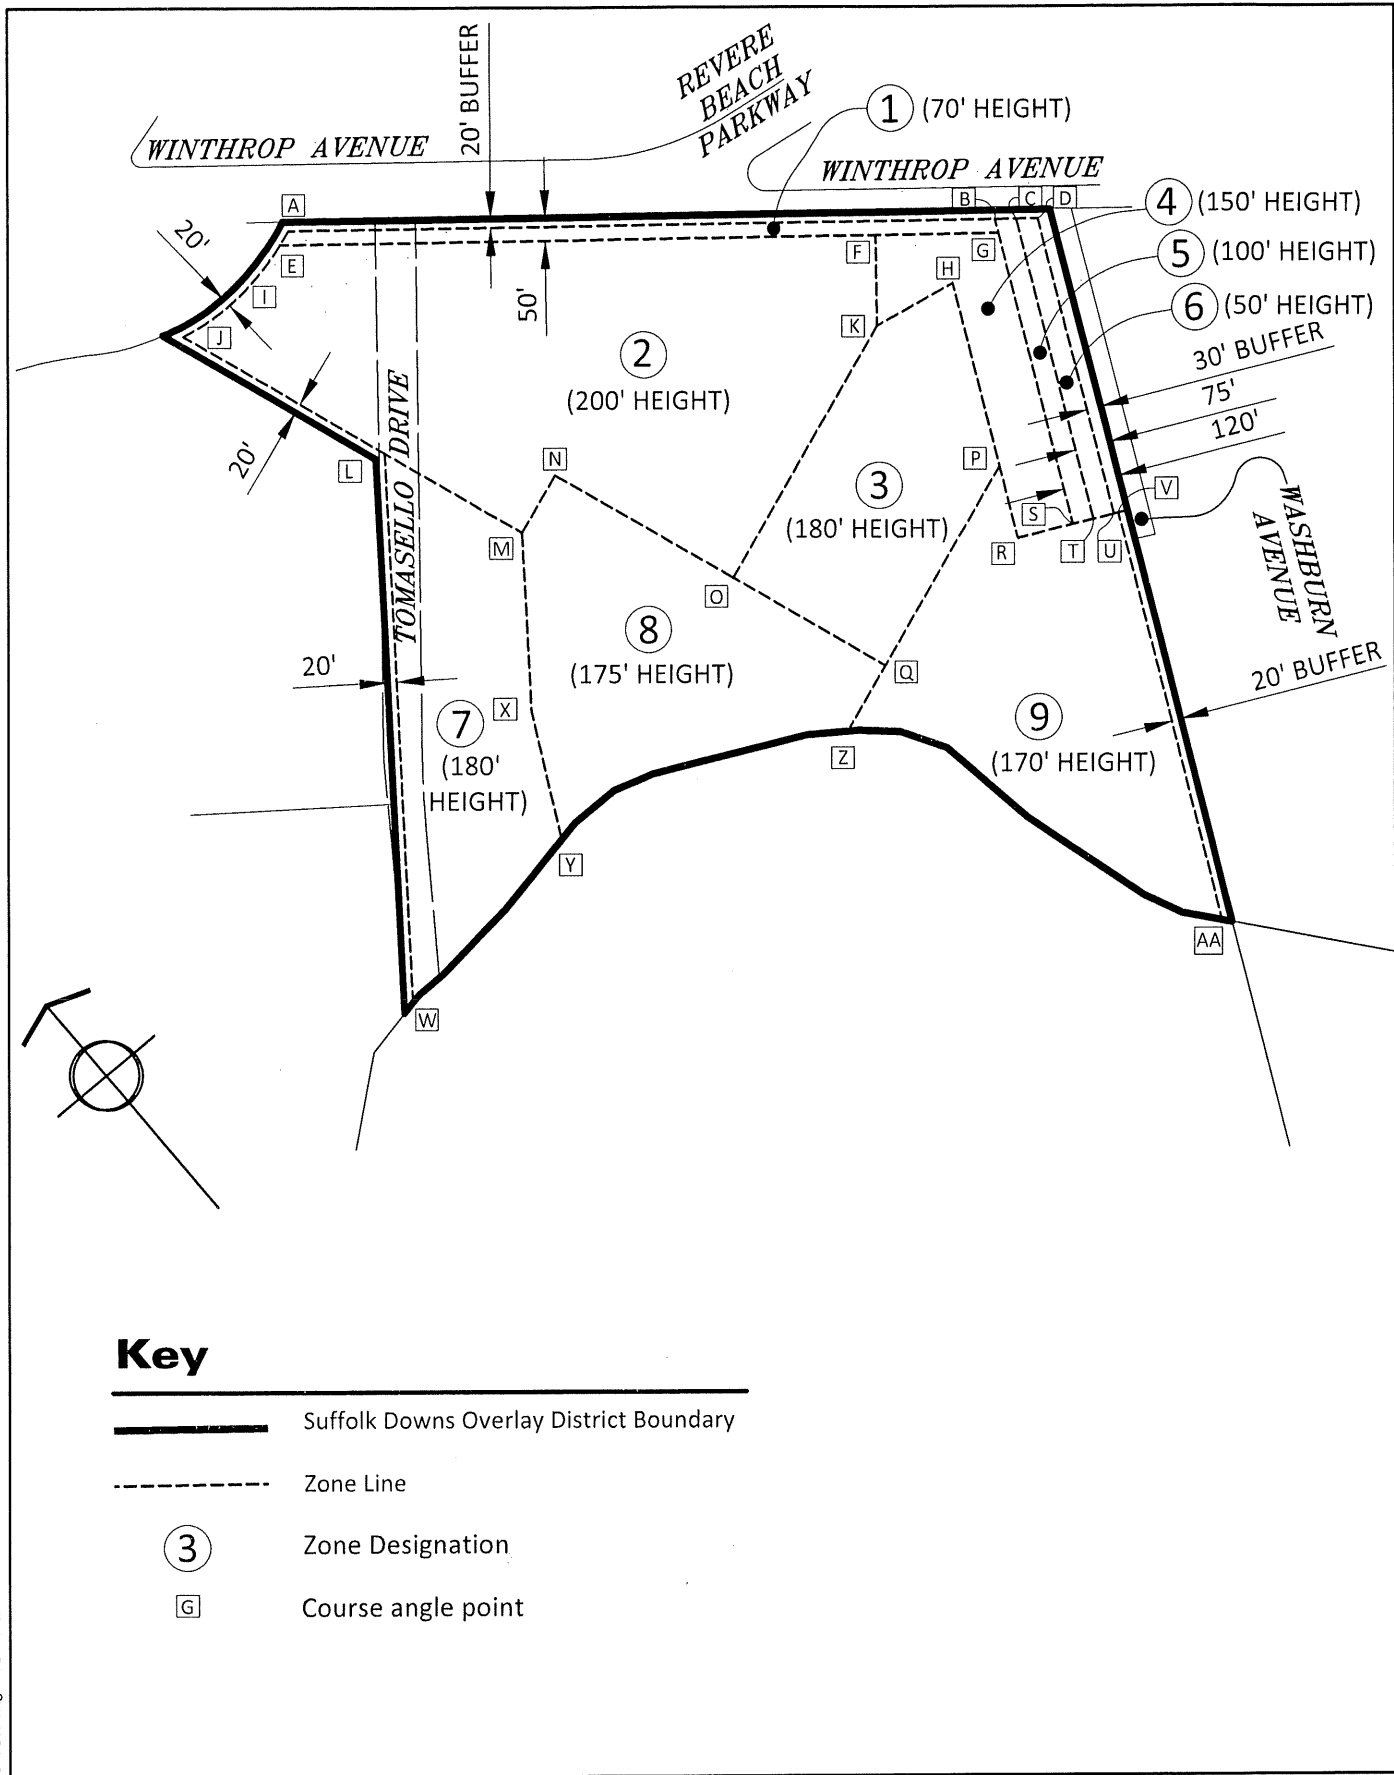 REVERE
BEACH
PARKWAY
20' BUFFER
WINTHROP AVENUE
1 (70' HEIGHT)
WINTHROP AVENUE
A
B
C
D
4 (150' HEIGHT)
5 (100' HEIGHT)
6 (50' HEIGHT)
20'
E
F
G
H
I
50'
J
K
30' BUFFER
75'
120'
2
(200' HEIGHT)
TOMASELLO DRIVE
20'
L
N
P
3
(180' HEIGHT)
V
WASHBURN
AVENUE
S
M
R
T
U
O
8
(175' HEIGHT)
20'
Q
20' BUFFER
X
7
(180'
HEIGHT)
9
(170' HEIGHT)
Z
Y
AA
W
Key
Suffolk Downs Overlay District Boundary
Zone Line
3
Zone Designation
G
Course angle point